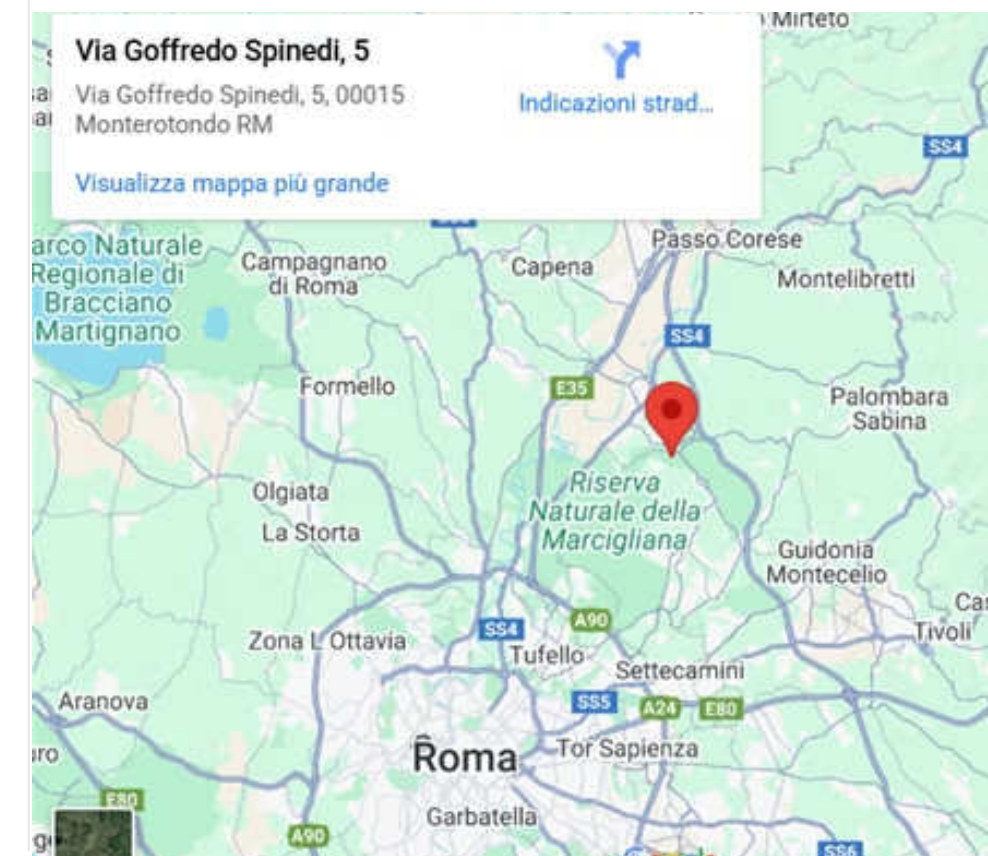 Mirteto
Via Goffredo Spinedi, 5
Via Goffredo Spinedi, 5, 00015
Monterotondo RM
Indicazioni strad...
Visualizza mappa più grande
SS4
arco Naturale
Regionale di
Bracciano
Martignano
Campagnano
di Roma
Capena
Passo Corese
Montelibretti
SS4
Formello
E35
Palombara
Sabina
Olgiata
La Storta
Riserva
Naturale della
Marcigliana
Guidonia
Montecelio
Zona L Ottavia
SS4
A90
Tufello
Settecamini
Tivoli
Aranova
SS5
A24
E80
Roma
Tor Sapienza
E80
Garbatella
A90
SS6